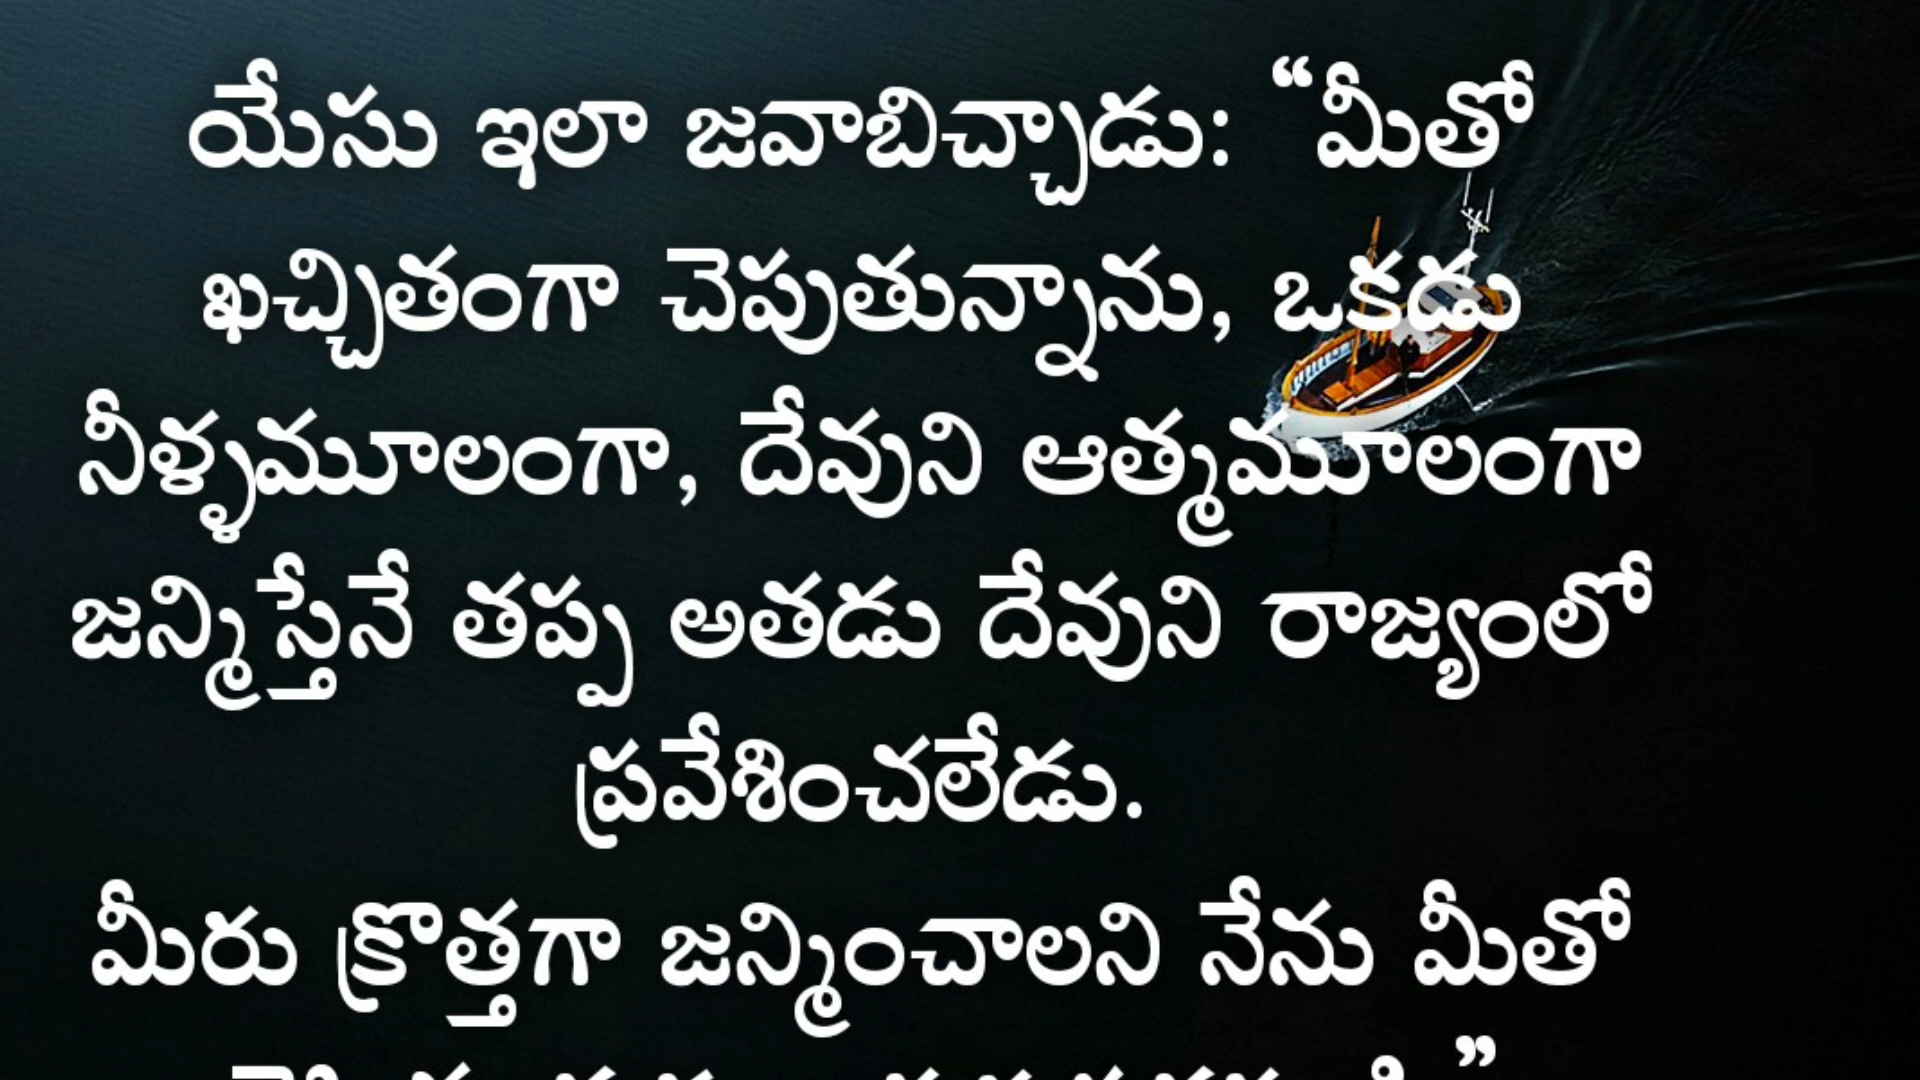 యేసు ఇలా జవాబిచ్చాడు: “మీతో
ఖచ్చితంగా చెపుతున్నాను, ఒకడు
నీళ్ళమూలంగా, దేవుని ఆత్మమూలంగా
జన్మిస్తేనే తప్ప అతడు దేవుని రాజ్యంలో
ప్రవేశించలేడు.
మీరు క్రొత్తగా జన్మించాలని నేను మీతో